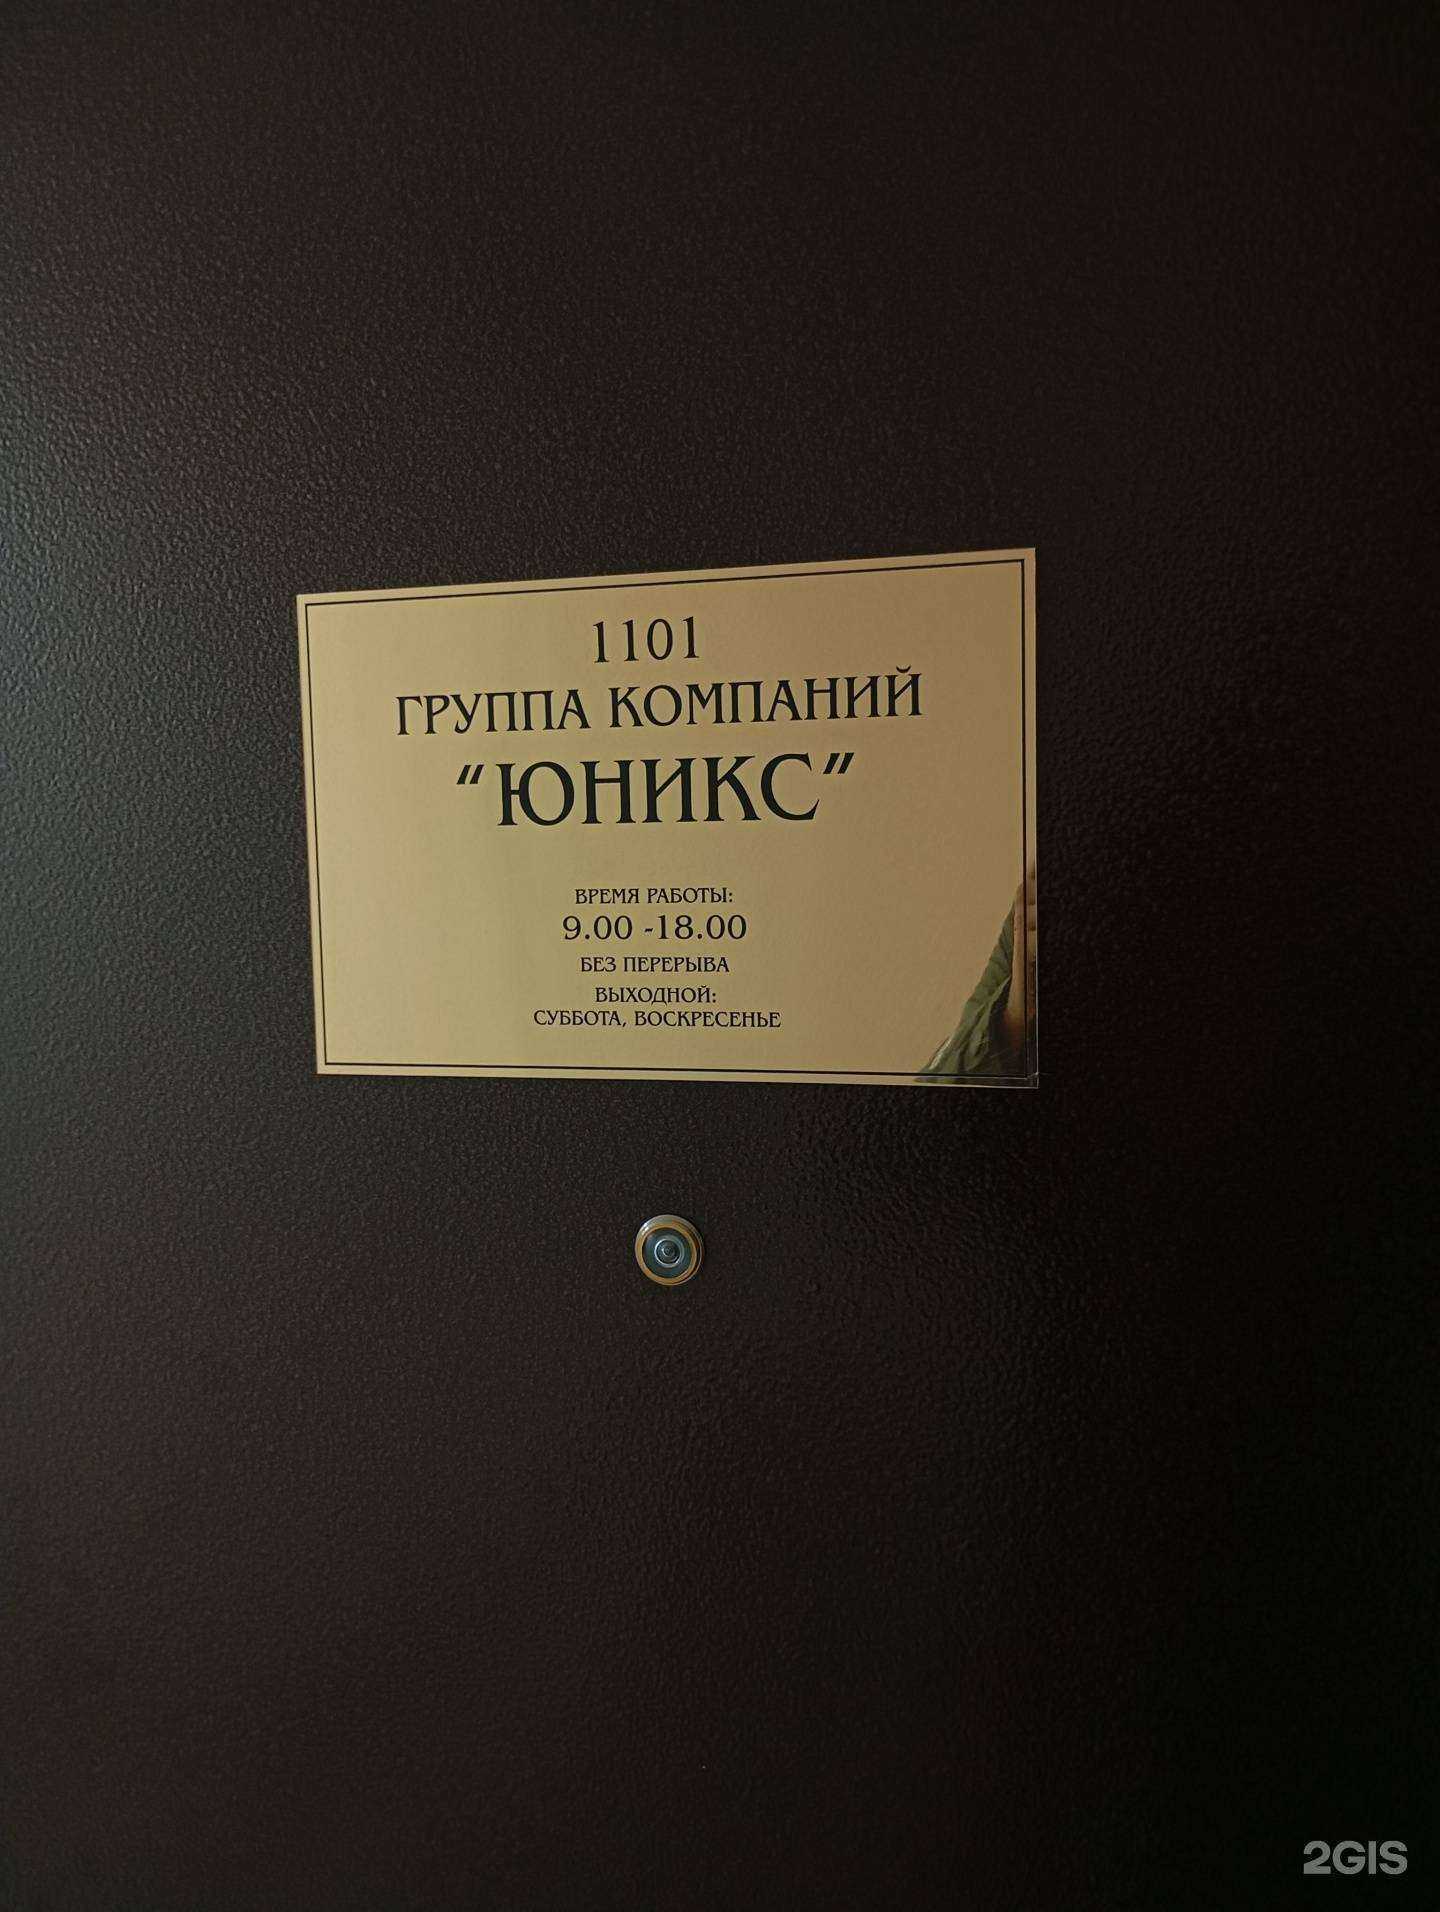 1101
ГРУППА КОМПАНИЙ
"ЮНИКС"
ВРЕМЯ РАБОТЫ:
9.00 -18.00
БЕЗ ПЕРЕРЫВА
ВЫХОДНОЙ:
СУББОТА, ВОСКРЕСЕНЬЕ
2GIS